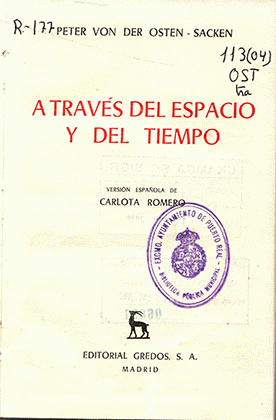 R-177 PETER VON DER OSTEN - SACKEN
113(04)
OST
tra
A TRAVÉS DEL ESPACIO
Y DEL TIEMPO
VERSIÓN ESPAÑOLA DE
CARLOTA ROMERO
EXCMO. AYUNTAMIENTO DE PUERTO REAL
BIBLIOTECA PÚBLICA MUNICIPAL
EDITORIAL GREDOS, S. A.
MADRID